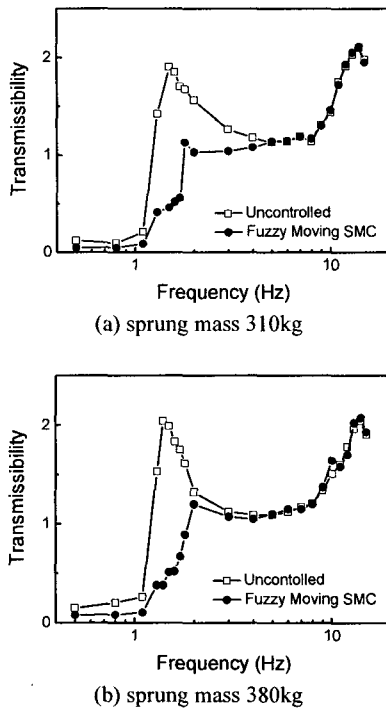 2
Transmissibility
1
Uncontrolled
Fuzzy Moving SMC
0
1
10
Frequency (Hz)
(a) sprung mass 310kg
2
Transmissibility
1
Uncontolled
Fuzzy Moving SMC
0
1
10
Frequency (Hz)
(b) sprung mass 380kg